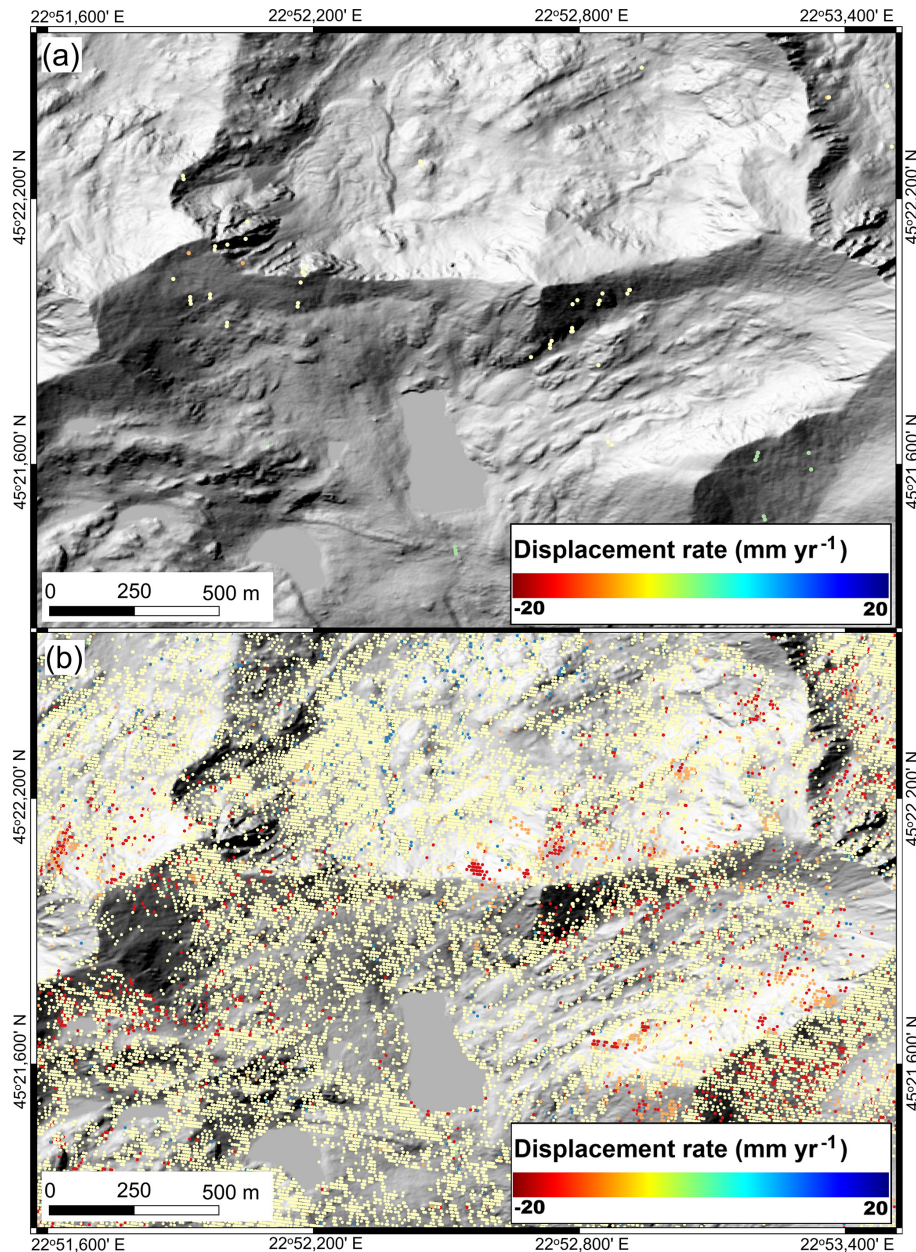 22°51,600' E 22°52,200' E 22°52,800' E 22°53,400' E
(a)
45°22,200' N 45°22,200' N
45°21,600' N 45°21,600' N
Displacement rate (mm yr⁻¹)
-20 20
0 250 500 m
(b)
45°22,200' N 45°22,200' N
45°21,600' N 45°21,600' N
Displacement rate (mm yr⁻¹)
-20 20
0 250 500 m
22°51,600' E 22°52,200' E 22°52,800' E 22°53,400' E